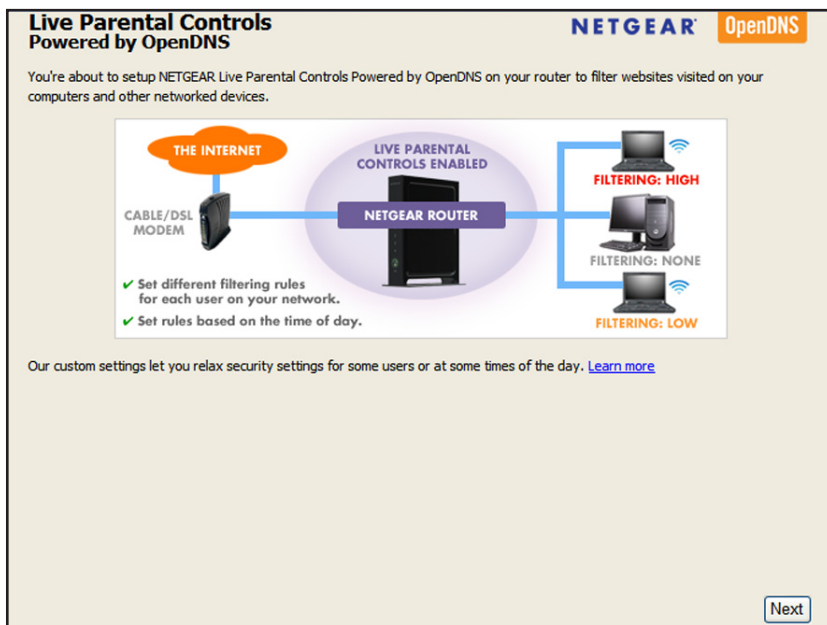 Live Parental Controls
Powered by OpenDNS
NETGEAR
OpenDNS
You're about to setup NETGEAR Live Parental Controls Powered by OpenDNS on your router to filter websites visited on your
computers and other networked devices.
THE INTERNET
LIVE PARENTAL
CONTROLS ENABLED
FILTERING: HIGH
CABLE/DSL
MODEM
NETGEAR ROUTER
FILTERING: NONE
✓ Set different filtering rules
for each user on your network.
✓ Set rules based on the time of day.
FILTERING: LOW
Our custom settings let you relax security settings for some users or at some times of the day. Learn more
Next